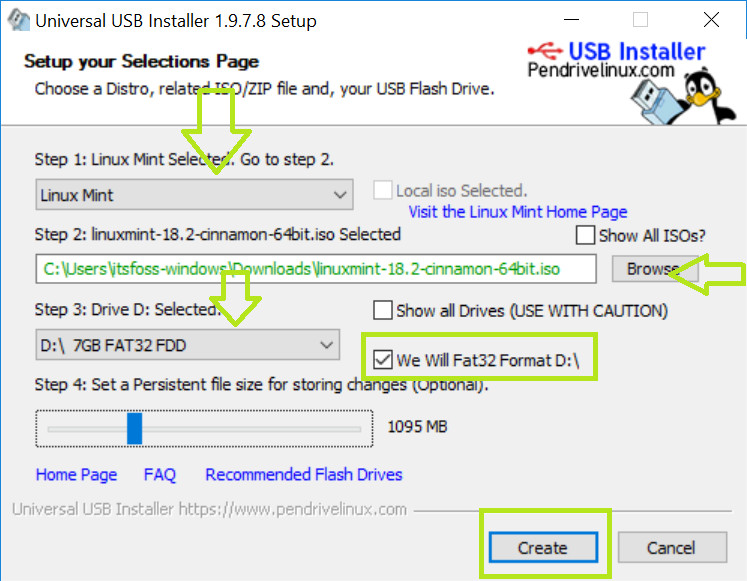 Universal USB Installer 1.9.7.8 Setup
Setup your Selections Page
Choose a Distro, related ISO/ZIP file and, your USB Flash Drive.
USB Installer
Pendrivelinux.com
Step 1: Linux Mint Selected. Go to step 2.
Linux Mint
Local iso Selected.
Visit the Linux Mint Home Page
Step 2: linuxmint-18.2-cinnamon-64bit.iso Selected
Show All ISOs?
C:\Users\itsfoss-windows\Downloads\linuxmint-18.2-cinnamon-64bit.iso
Browse
Step 3: Drive D: Selected.
Show all Drives (USE WITH CAUTION)
D:\ 7GB FAT32 FDD
We Will Fat32 Format D:\
Step 4: Set a Persistent file size for storing changes (Optional).
1095 MB
Home Page FAQ Recommended Flash Drives
Universal USB Installer https://www.pendrivelinux.com
Create Cancel